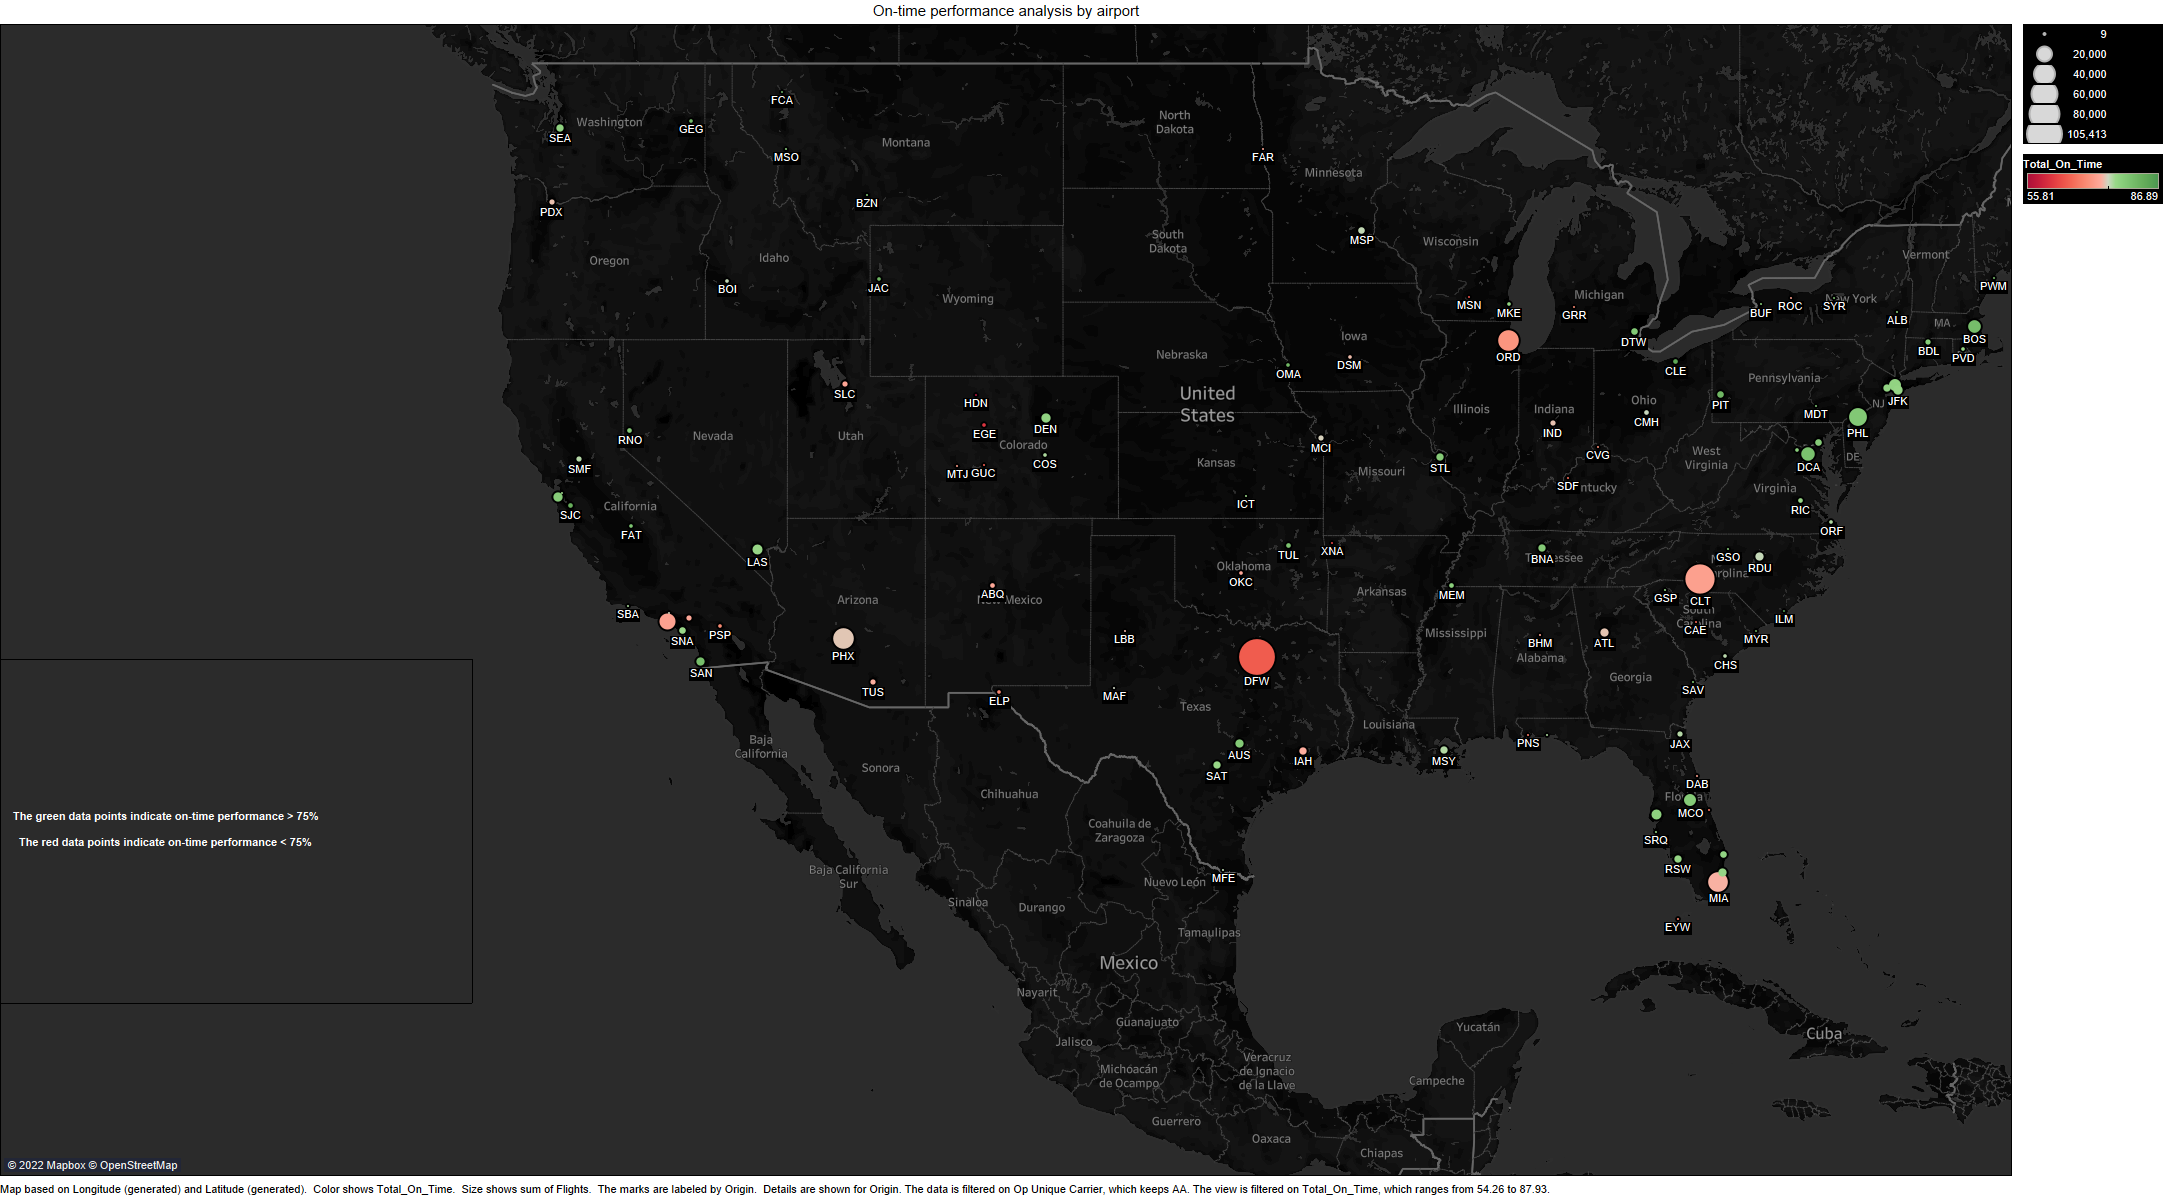 On-time performance analysis by airport
9
20,000
40,000
60,000
80,000
105,413
Total_On_Time
55.81 86.89
FCA
Washington
GEG
SEA
North
Dakota
Montana
MSO
FAR
Minnesota
BZN
PDX
South
Dakota
MSP
Wisconsin
Vermont
Oregon
Idaho
BOI
JAC
Wyoming
PWM
Michigan
MSN
MKE
GRR
BUF
ROC
SYR
New York
ALB
MA
Iowa
DTW
BOS
BDL
PVD
Nebraska
ORD
DSM
OMA
CLE
Pennsylvania
SLC
United
States
HDN
Illinois
Indiana
Ohio
PIT
MDT
NJ
JFK
EGE
DEN
Colorado
RNO
Nevada
Utah
MCI
IND
CMH
PHL
SMF
MTJ
GUC
COS
Kansas
Missouri
STL
CVG
West
Virginia
DCA
DE
SDF
ntucky
Virginia
California
SJC
ICT
RIC
FAT
ORF
LAS
TUL
XNA
BNA
T
essee
GSO
RDU
Oklahoma
OKC
rolina
SBA
Arizona
ABQ
New Mexico
Arkansas
MEM
GSP
CLT
South
Carolina
CAE
ILM
SNA
PSP
LBB
Mississippi
BHM
Alabama
ATL
MYR
PHX
CHS
SAN
DFW
Georgia
TUS
ELP
MAF
SAV
Texas
Louisiana
Baja
California
Sonora
AUS
IAH
MSY
PNS
JAX
SAT
Chihuahua
DAB
Flo
a
MCO
The green data points indicate on-time performance > 75%
Coahuila de
Zaragoza
The red data points indicate on-time performance < 75%
SRQ
Baja California
Sur
RSW
Nuevo León
MFE
MIA
Sinaloa
Durango
EYW
Tamaulipas
Mexico
Nayarit
Guanajuato
Yucatán
Cuba
Jalisco
Veracruz
de Ignacio
de la Llave
Michoacán
de Ocampo
Campeche
Guerrero
Oaxaca
Chiapas
© 2022 Mapbox © OpenStreetMap
Map based on Longitude (generated) and Latitude (generated).  Color shows Total_On_Time.  Size shows sum of Flights.  The marks are labeled by Origin.  Details are shown for Origin. The data is filtered on Op Unique Carrier, which keeps AA. The view is filtered on Total_On_Time, which ranges from 54.26 to 87.93.